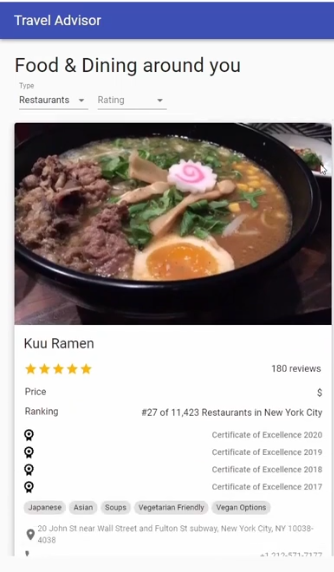 Travel Advisor
Food & Dining around you
Type
Restaurants Rating
Kuu Ramen
180 reviews
Price $
Ranking #27 of 11,423 Restaurants in New York City
Certificate of Excellence 2020
Certificate of Excellence 2019
Certificate of Excellence 2018
Certificate of Excellence 2017
Japanese Asian Soups Vegetarian Friendly Vegan Options
20 John St near Wall Street and Fulton St subway, New York City, NY 10038-
4038
+1 212-571-7177